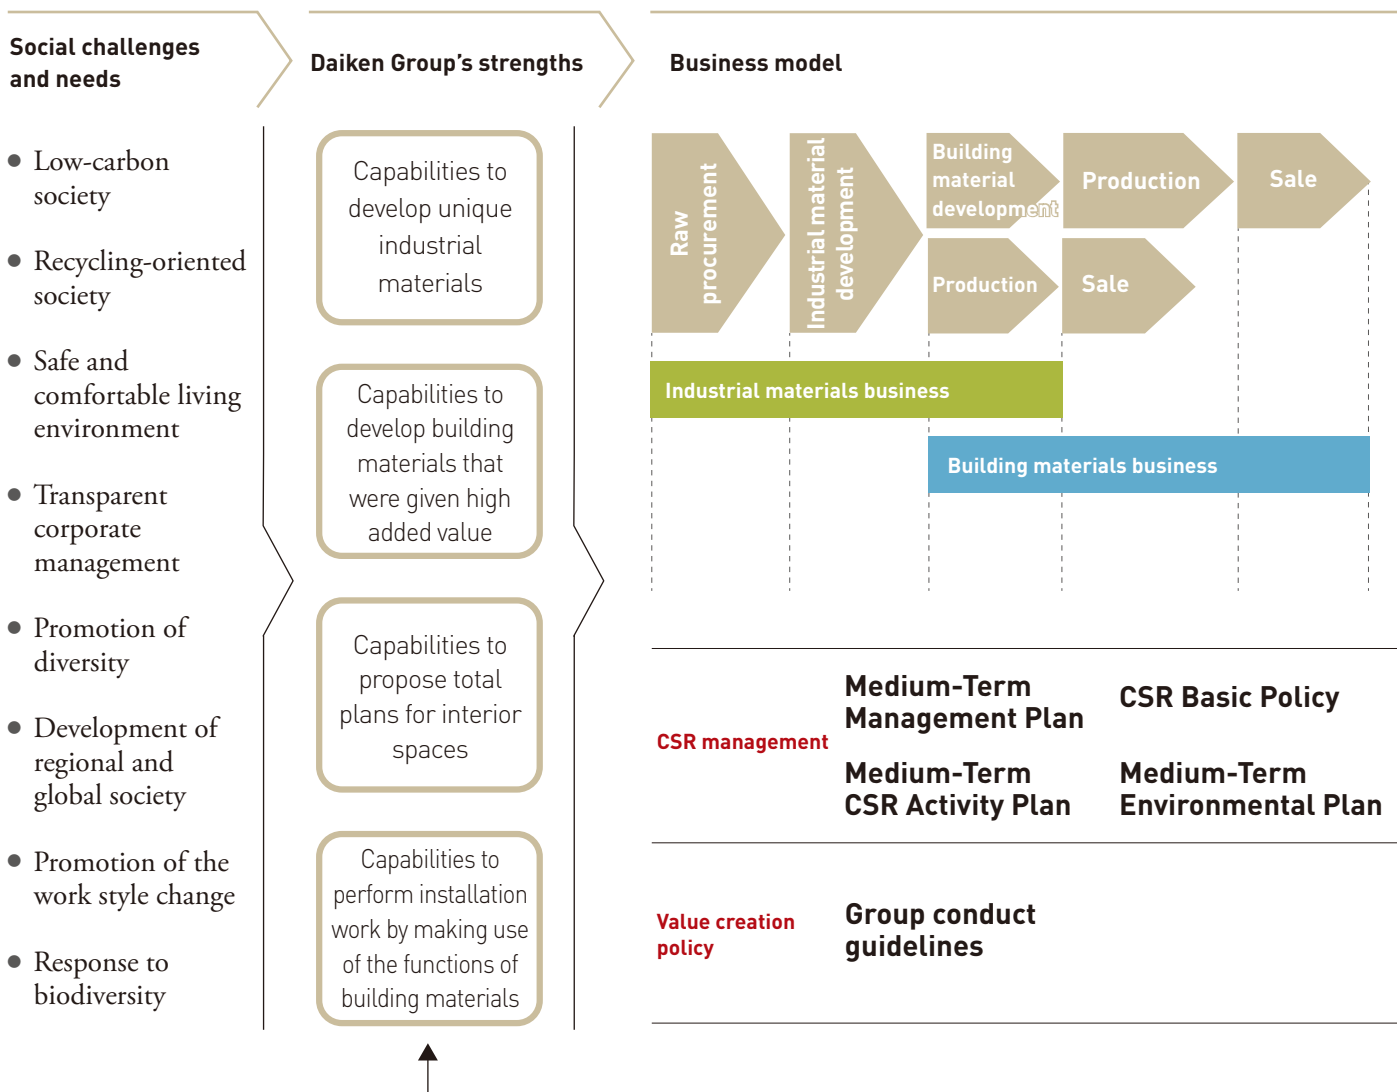 Social challenges
and needs
Daiken Group's strengths
Business model
Low-carbon
society
Recycling-oriented
society
Safe and
comfortable living
environment
Transparent
corporate
management
Promotion of
diversity
Development of
regional and
global society
Promotion of the
work style change
Response to
biodiversity
Capabilities to
develop unique
industrial
materials
Capabilities to
develop building
materials that
were given high
added value
Capabilities to
propose total
plans for interior
spaces
Capabilities to
perform installation
work by making use
of the functions of
building materials
Raw
procurement
Industrial material
development
Building
material
development
Production
Sale
Production
Sale
Industrial materials business
Building materials business
CSR management
Medium-Term
Management Plan
CSR Basic Policy
Medium-Term
CSR Activity Plan
Medium-Term
Environmental Plan
Value creation
policy
Group conduct
guidelines